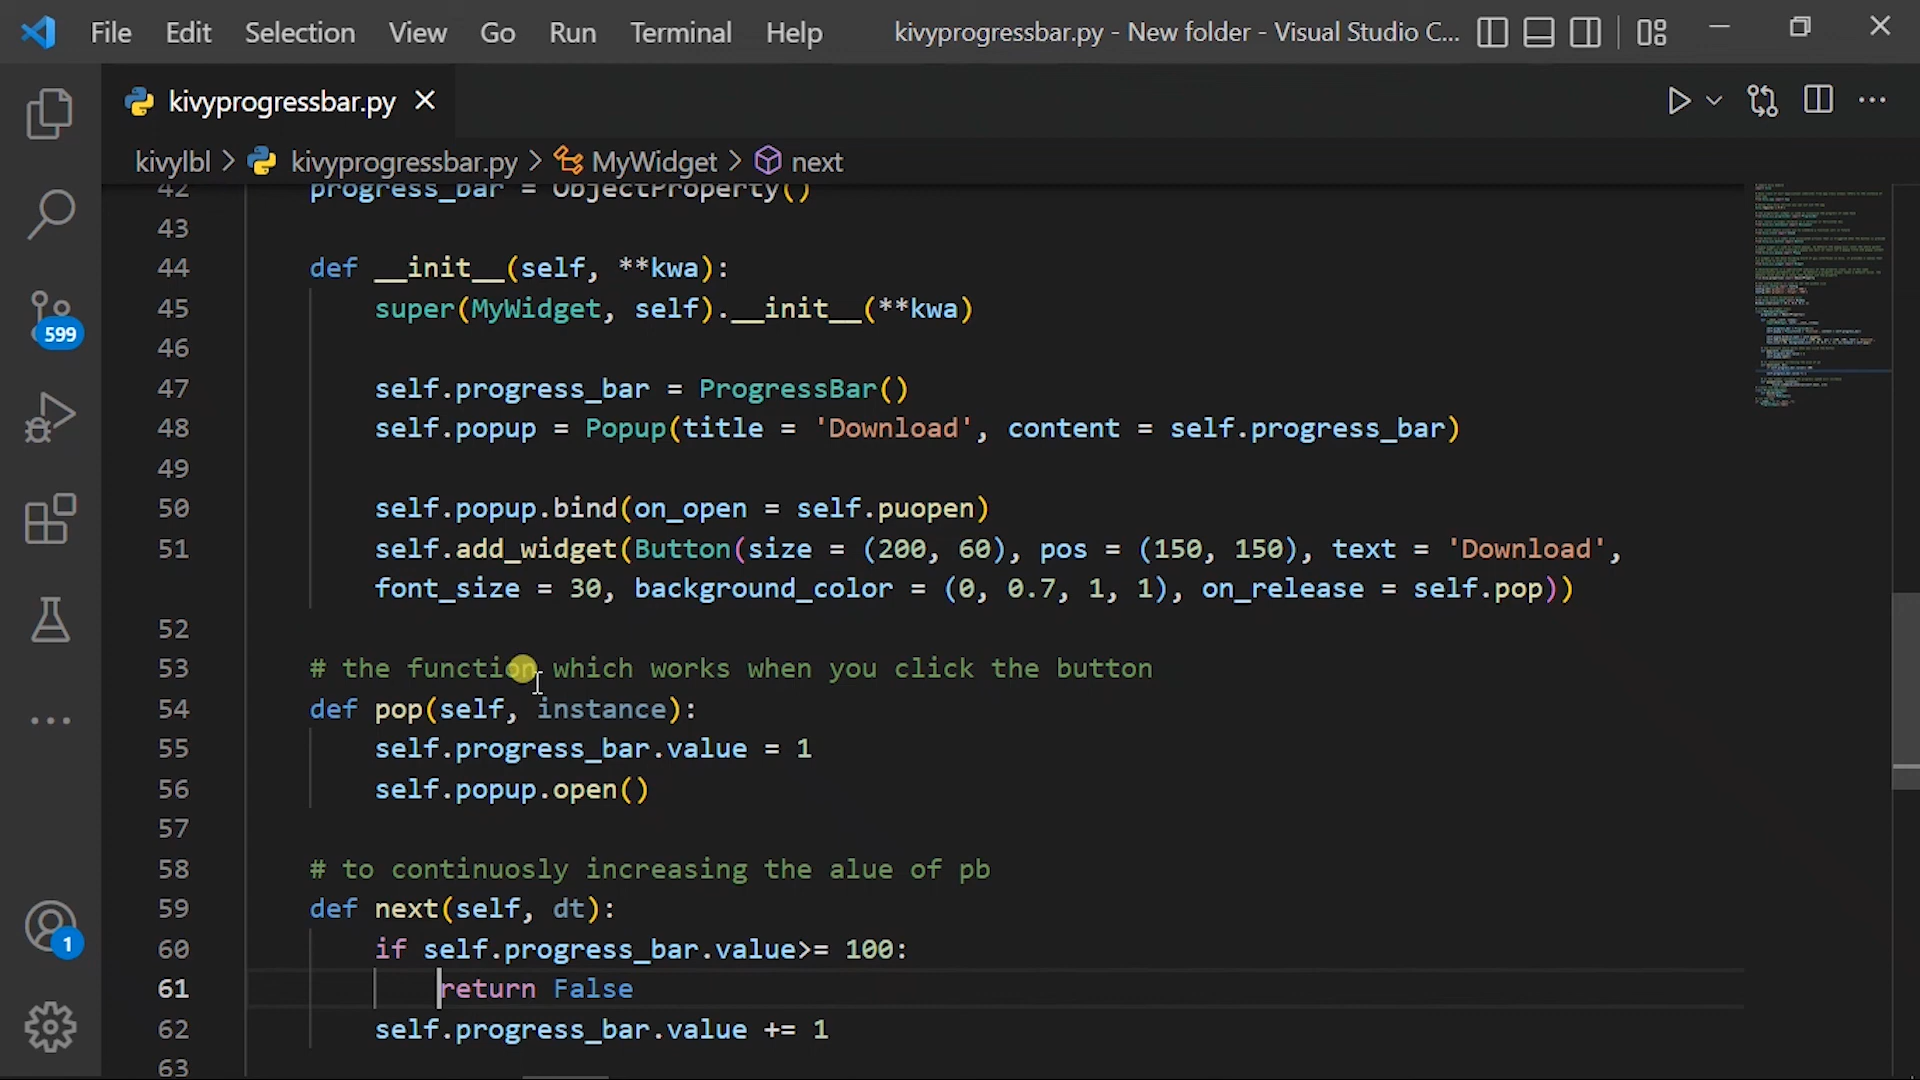 File Edit Selection View Go Run Terminal Help kivyprogressbar.py - New folder - Visual Studio C...
kivyprogressbar.py
kivylbl > kivyprogressbar.py > MyWidget > next
42 progress_bar = ObjectProperty()
43
44 def __init__(self, **kwa):
45 super(MyWidget, self).__init__(**kwa)
46
47 self.progress_bar = ProgressBar()
48 self.popup = Popup(title = 'Download', content = self.progress_bar)
49
50 self.popup.bind(on_open = self.puopen)
51 self.add_widget(Button(size = (200, 60), pos = (150, 150), text = 'Download',
font_size = 30, background_color = (0, 0.7, 1, 1), on_release = self.pop))
52
53 # the function which works when you click the button
54 def pop(self, instance):
55 self.progress_bar.value = 1
56 self.popup.open()
57
58 # to continuosly increasing the alue of pb
59 def next(self, dt):
60 if self.progress_bar.value>= 100:
61 return False
62 self.progress_bar.value += 1
63
599
1